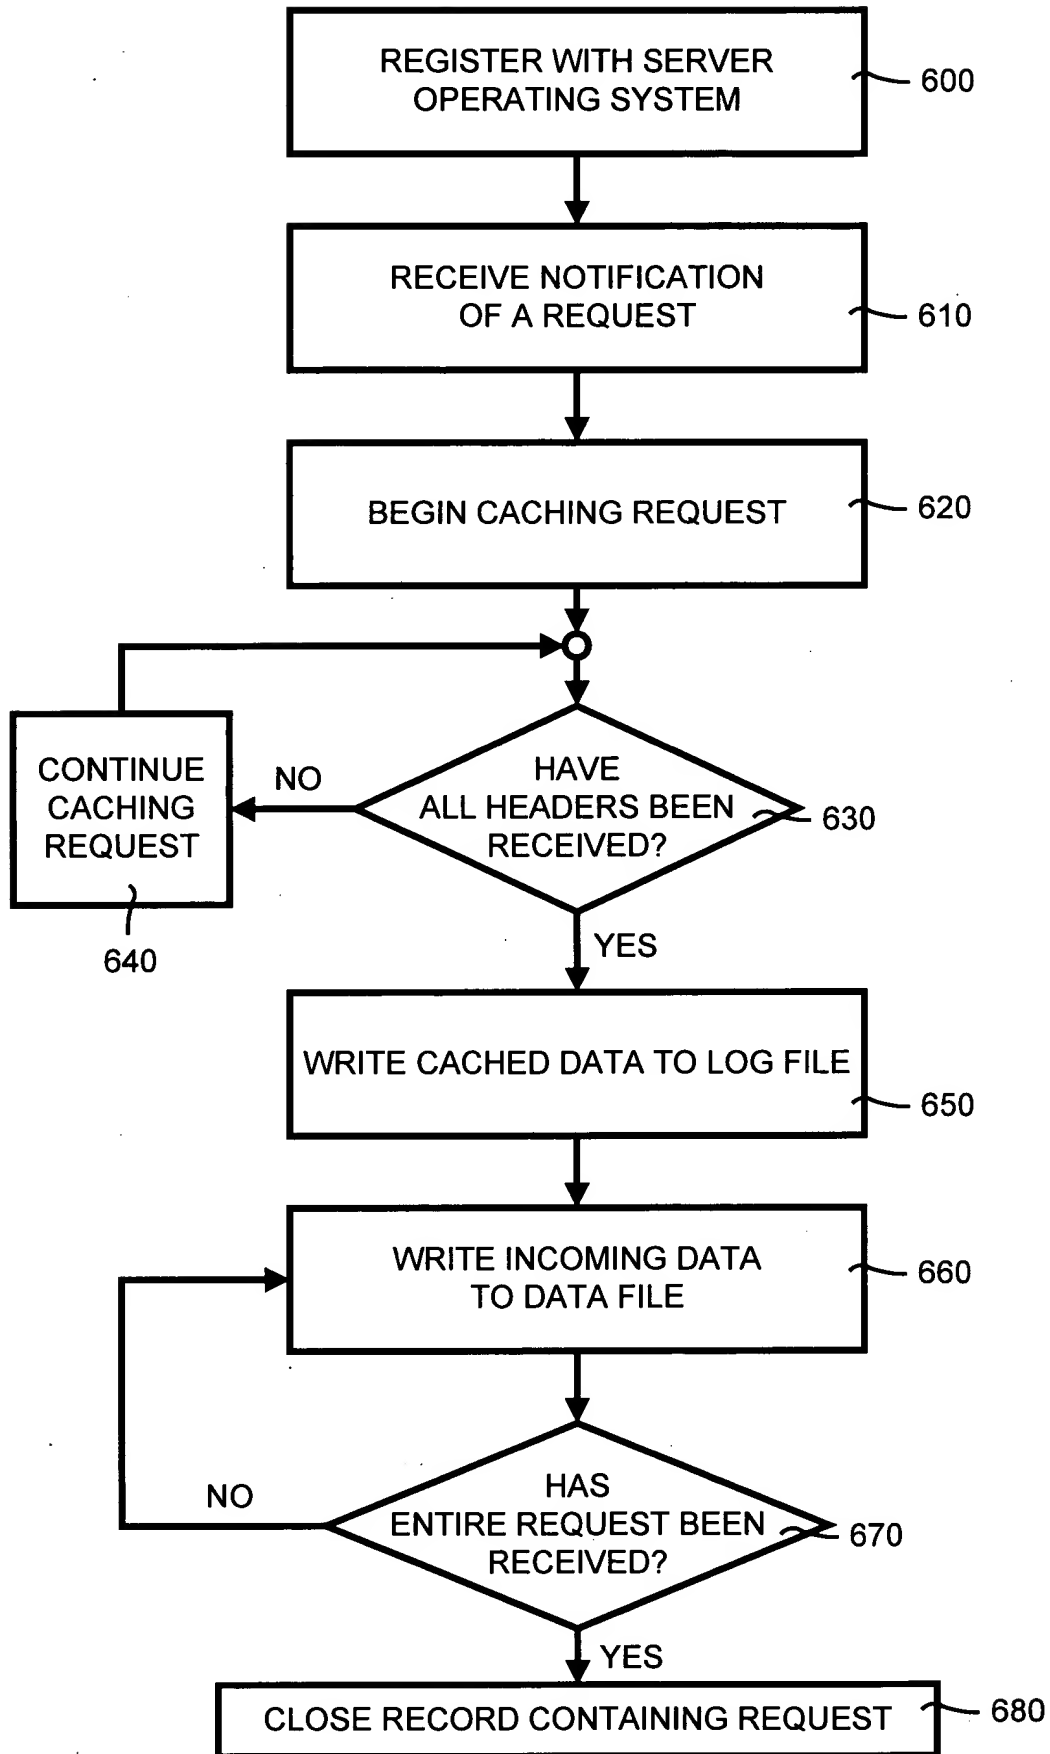 REGISTER WITH SERVER
OPERATING SYSTEM
600
RECEIVE NOTIFICATION
OF A REQUEST
610
BEGIN CACHING REQUEST
620
CONTINUE
CACHING
REQUEST
640
NO
HAVE
ALL HEADERS BEEN
RECEIVED?
630
YES
WRITE CACHED DATA TO LOG FILE
650
WRITE INCOMING DATA
TO DATA FILE
660
NO
HAS
ENTIRE REQUEST BEEN
RECEIVED?
670
YES
CLOSE RECORD CONTAINING REQUEST
680